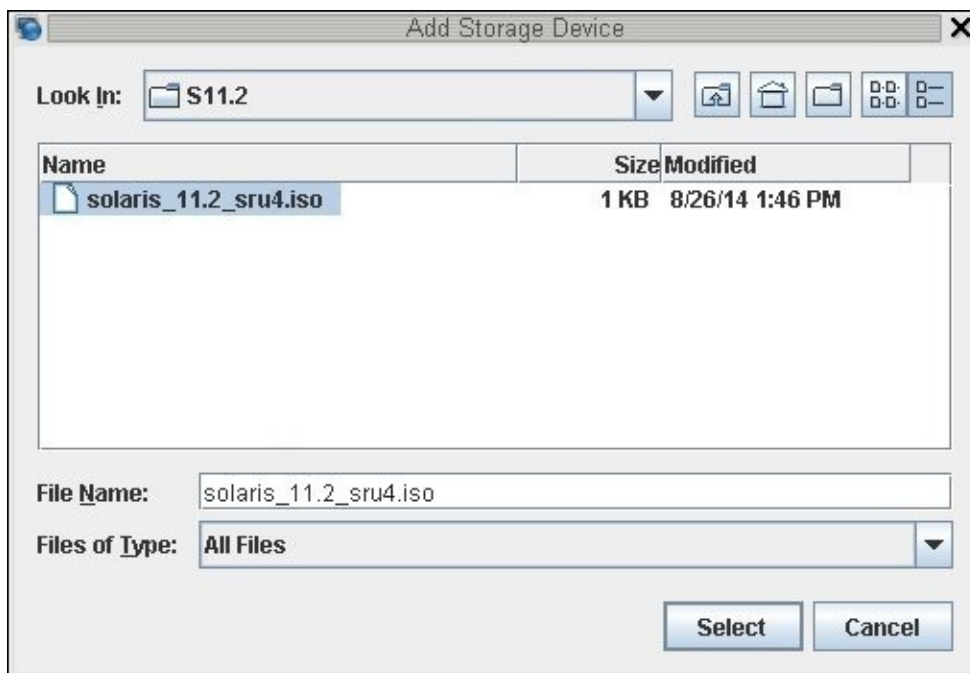 Add Storage Device
Look In: S11.2
Name Size Modified
solaris_11.2_sru4.iso 1 KB 8/26/14 1:46 PM
File Name: solaris_11.2_sru4.iso
Files of Type: All Files
Select Cancel